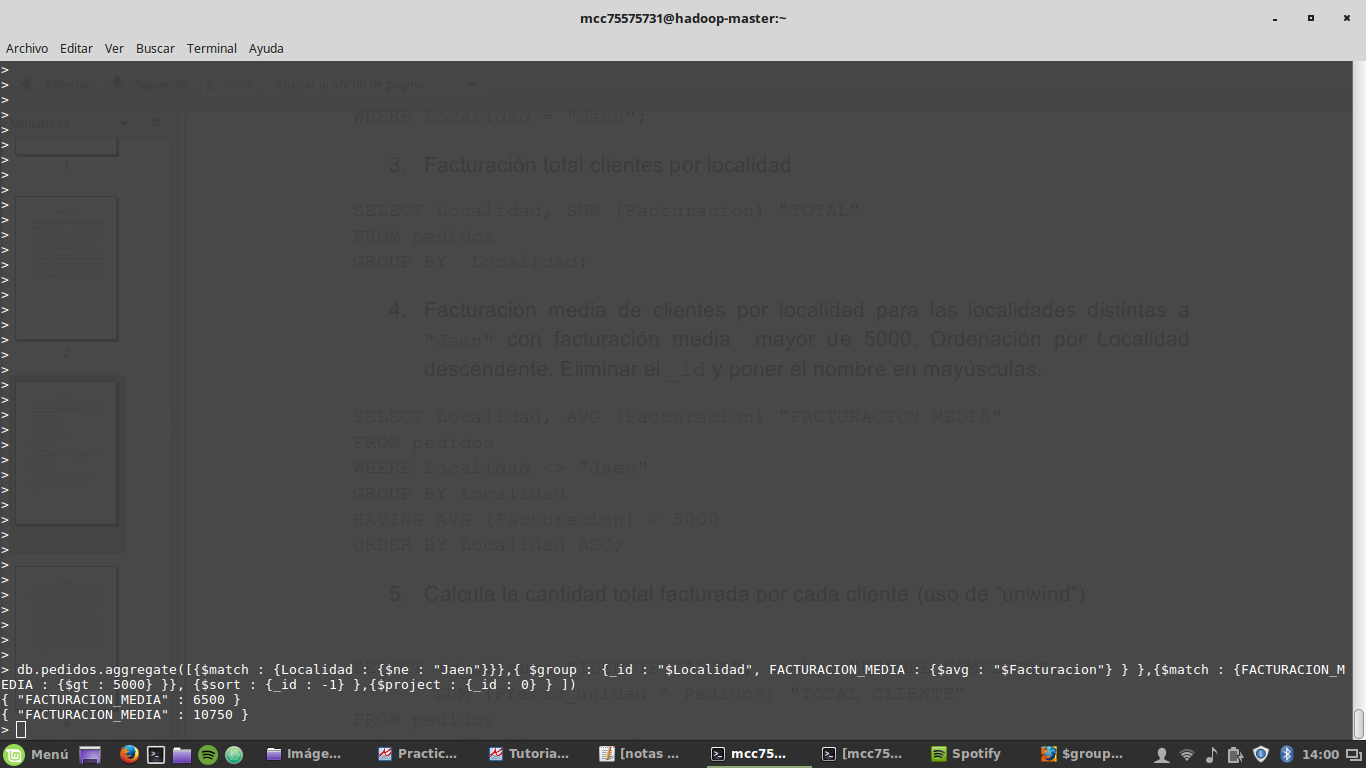 mcc75575731@hadoop-master:~
Archivo Editar Ver Buscar Terminal Ayuda
>
>
> Anterior Siguiente 3 Ajustar al ancho de página
>
>
Miniaturas
WHERE Localidad = "Jaen";
1
3. Facturación total clientes por localidad
SELECT Localidad, SUM (Facturacion) "TOTAL"
FROM pedidos
GROUP BY Localidad;
4. Facturación media de clientes por localidad para las localidades distintas a
"Jaen" con facturación media mayor de 5000. Ordenación por Localidad
2
descendente. Eliminar el _id y poner el nombre en mayúsculas.
SELECT Localidad, AVG (Facturacion) "FACTURACION MEDIA"
FROM pedidos
WHERE Localidad <> "Jaen"
GROUP BY Localidad
HAVING AVG (Facturacion) > 5000
ORDER BY Localidad ASC;
5. Calcula la cantidad total facturada por cada cliente (uso de "unwind")
> db.pedidos.aggregate([{$match : {Localidad : {$ne : "Jaen"}}},{ $group : {_id : "$Localidad", FACTURACION_MEDIA : {$avg : "$Facturacion"} } },{$match : {FACTURACION_M
EDIA : {$gt : 5000} }}, {$sort : {_id : -1} },{$project : {_id : 0} } ])
SUM (Precio_unidad * Pedidos) "TOTAL CLIENTE"
{ "FACTURACION_MEDIA" : 6500 }
{ "FACTURACION_MEDIA" : 10750 }
FROM pedidos
>
Menú Imáge... Practic... Tutoria... [notas ... mcc75... [mcc75... Spotify $group... 14:00